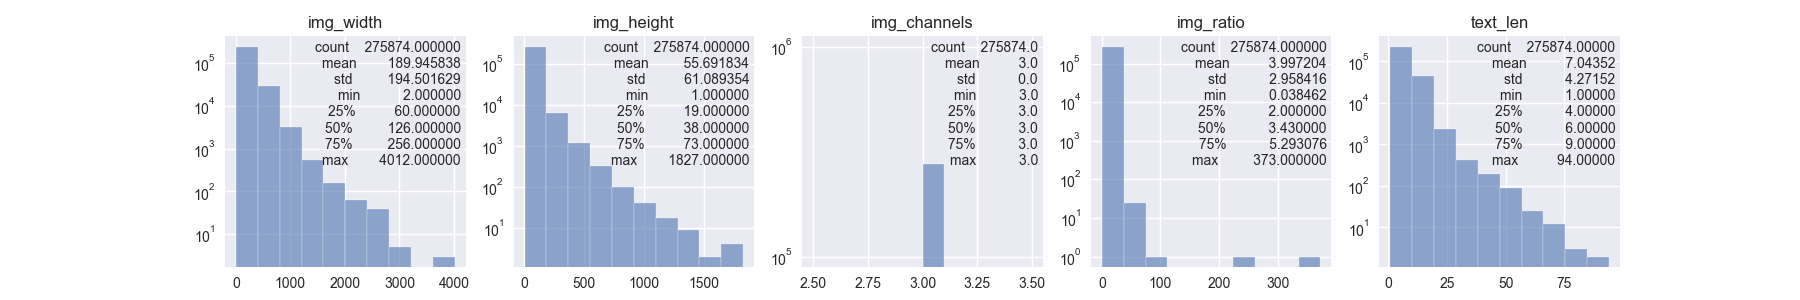 img_width
count 275874.000000
mean 189.945838
std 194.501629
min 2.000000
25% 60.000000
50% 126.000000
75% 256.000000
max 4012.000000
10^5
10^4
10^3
10^2
10^1
0 1000 2000 3000 4000
img_height
count 275874.000000
mean 55.691834
std 61.089354
min 1.000000
25% 19.000000
50% 38.000000
75% 73.000000
max 1827.000000
10^5
10^4
10^3
10^2
10^1
0 500 1000 1500
img_channels
count 275874.0
mean 3.0
std 0.0
min 3.0
25% 3.0
50% 3.0
75% 3.0
max 3.0
10^6
10^5
2.50 2.75 3.00 3.25 3.50
img_ratio
count 275874.000000
mean 3.997204
std 2.958416
min 0.038462
25% 2.000000
50% 3.430000
75% 5.293076
max 373.000000
10^5
10^4
10^3
10^2
10^1
10^0
0 100 200 300
text_len
count 275874.00000
mean 7.04352
std 4.27152
min 1.00000
25% 4.00000
50% 6.00000
75% 9.00000
max 94.00000
10^5
10^4
10^3
10^2
10^1
0 25 50 75